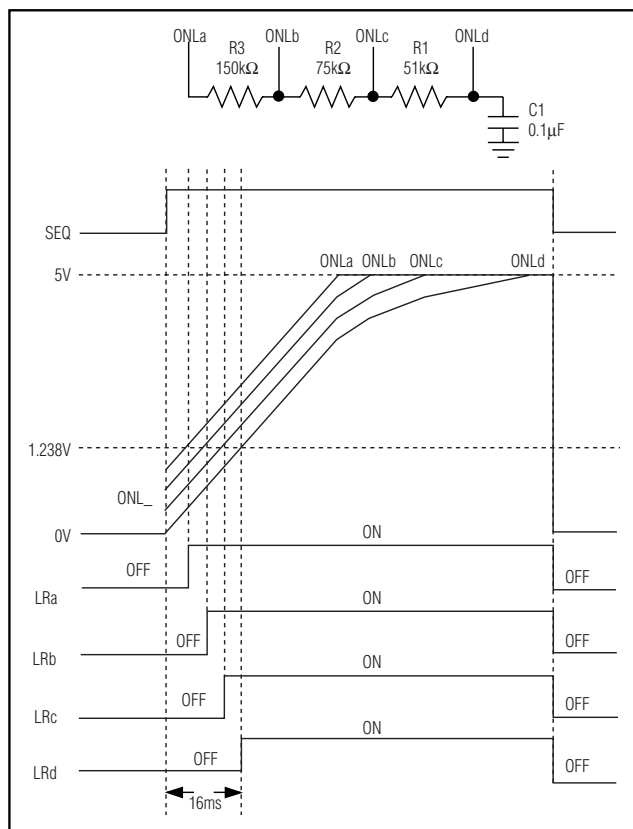 ONLa ONLb ONLc ONLd
R3 R2 R1
150kΩ 75kΩ 51kΩ
C1
0.1µF
SEQ
ONLa ONLb ONLc ONLd
5V
1.238V
ONL_
0V
ON
OFF OFF
LRa
ON
OFF OFF
LRb
ON
OFF OFF
LRc
ON
OFF OFF
LRd
16ms